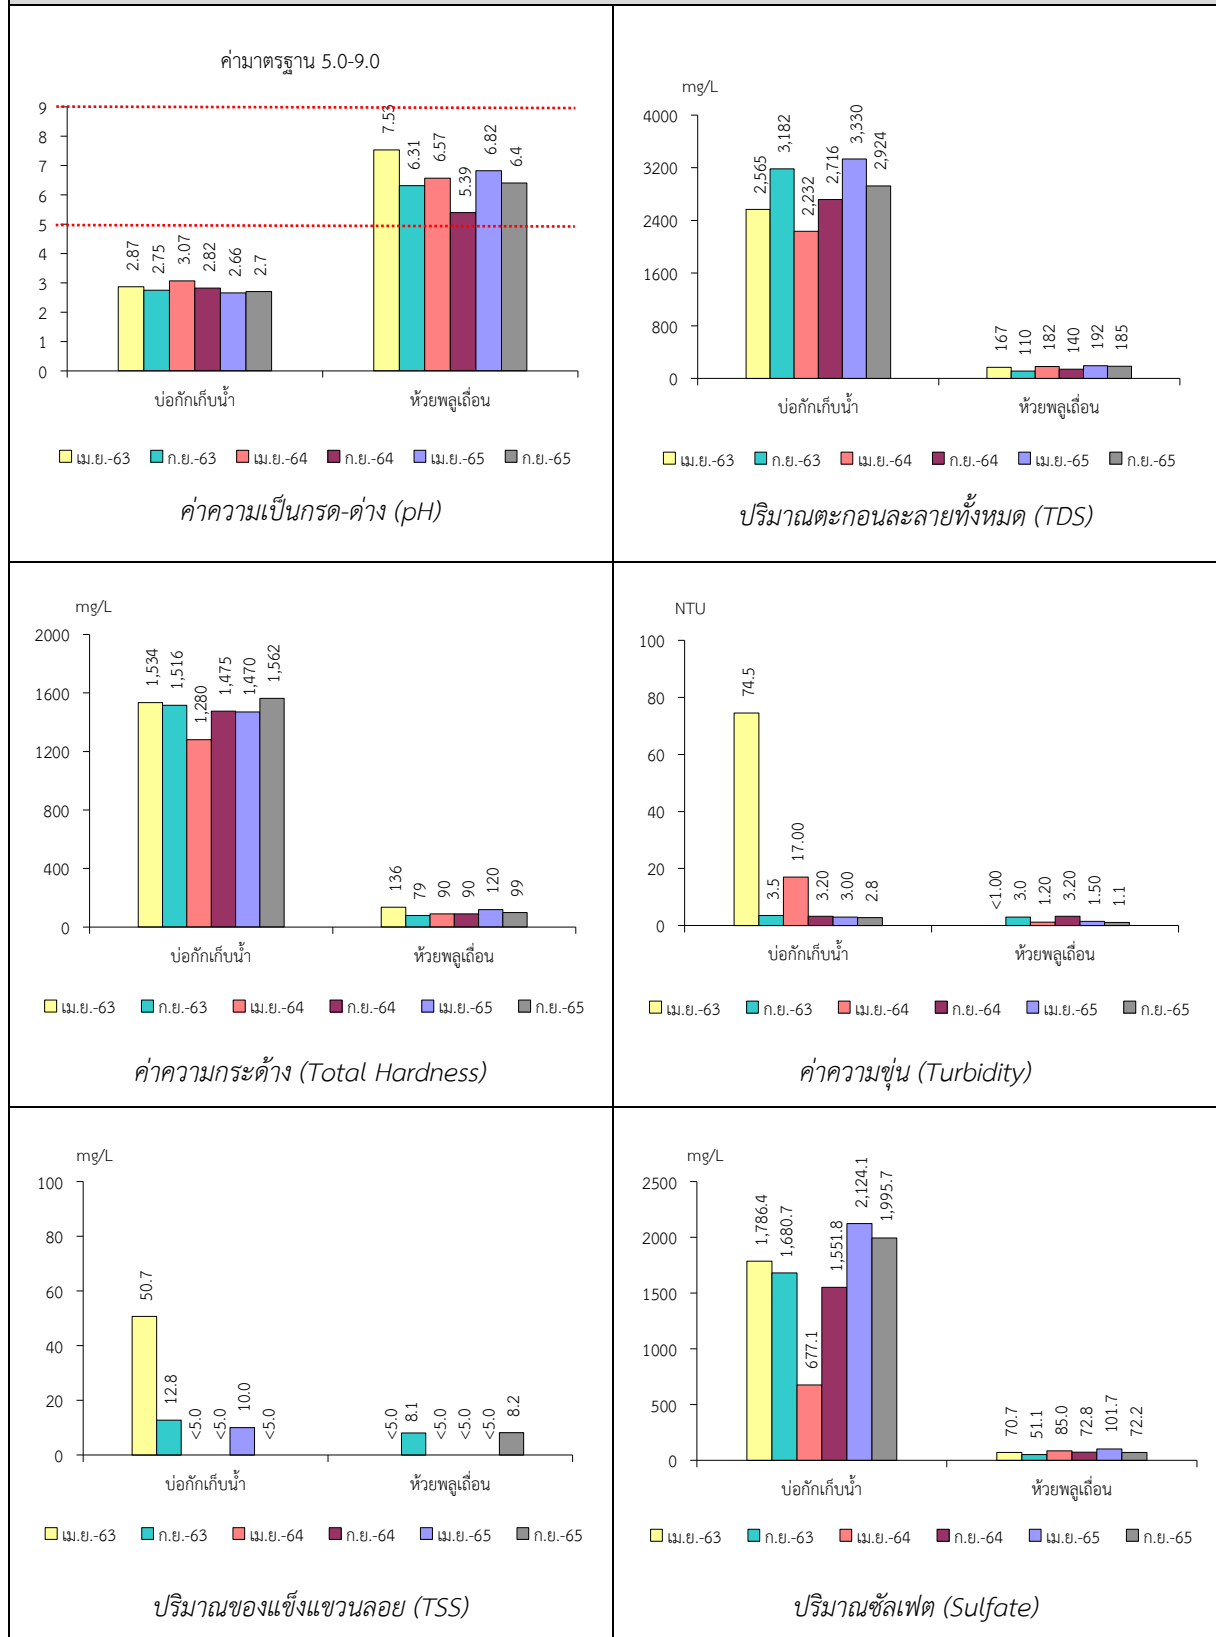 ค่ามาตรฐาน 5.0-9.0
9
8
7
6
5
4
3
2
1
0
2.87 2.75 3.07 2.82 2.66 2.7
7.53 6.31 6.57 5.39 6.82 6.4
บ่อกักเก็บน้ำ ห้วยพลูเถื่อน
เม.ย.-63 ก.ย.-63 เม.ย.-64 ก.ย.-64 เม.ย.-65 ก.ย.-65
ค่าความเป็นกรด-ด่าง (pH)
mg/L
4000
3200
2400
1600
800
0
2,565 3,182 2,232 2,716 3,330 2,924
167 110 182 140 192 185
บ่อกักเก็บน้ำ ห้วยพลูเถื่อน
เม.ย.-63 ก.ย.-63 เม.ย.-64 ก.ย.-64 เม.ย.-65 ก.ย.-65
ปริมาณตะกอนละลายทั้งหมด (TDS)
mg/L
2000
1600
1200
800
400
0
1,534 1,516 1,280 1,475 1,470 1,562
136 79 90 90 120 99
บ่อกักเก็บน้ำ ห้วยพลูเถื่อน
เม.ย.-63 ก.ย.-63 เม.ย.-64 ก.ย.-64 เม.ย.-65 ก.ย.-65
ค่าความกระด้าง (Total Hardness)
NTU
100
80
60
40
20
0
74.5 3.5 17.00 3.20 3.00 2.8
<1.00 3.0 1.20 3.20 1.50 1.1
บ่อกักเก็บน้ำ ห้วยพลูเถื่อน
เม.ย.-63 ก.ย.-63 เม.ย.-64 ก.ย.-64 เม.ย.-65 ก.ย.-65
ค่าความขุ่น (Turbidity)
mg/L
100
80
60
40
20
0
50.7 12.8 <5.0 <5.0 10.0 <5.0
<5.0 8.1 <5.0 <5.0 <5.0 8.2
บ่อกักเก็บน้ำ ห้วยพลูเถื่อน
เม.ย.-63 ก.ย.-63 เม.ย.-64 ก.ย.-64 เม.ย.-65 ก.ย.-65
ปริมาณของแข็งแขวนลอย (TSS)
mg/L
2500
2000
1500
1000
500
0
1,786.4 1,680.7 677.1 1,551.8 2,124.1 1,995.7
70.7 51.1 85.0 72.8 101.7 72.2
บ่อกักเก็บน้ำ ห้วยพลูเถื่อน
เม.ย.-63 ก.ย.-63 เม.ย.-64 ก.ย.-64 เม.ย.-65 ก.ย.-65
ปริมาณซัลเฟต (Sulfate)